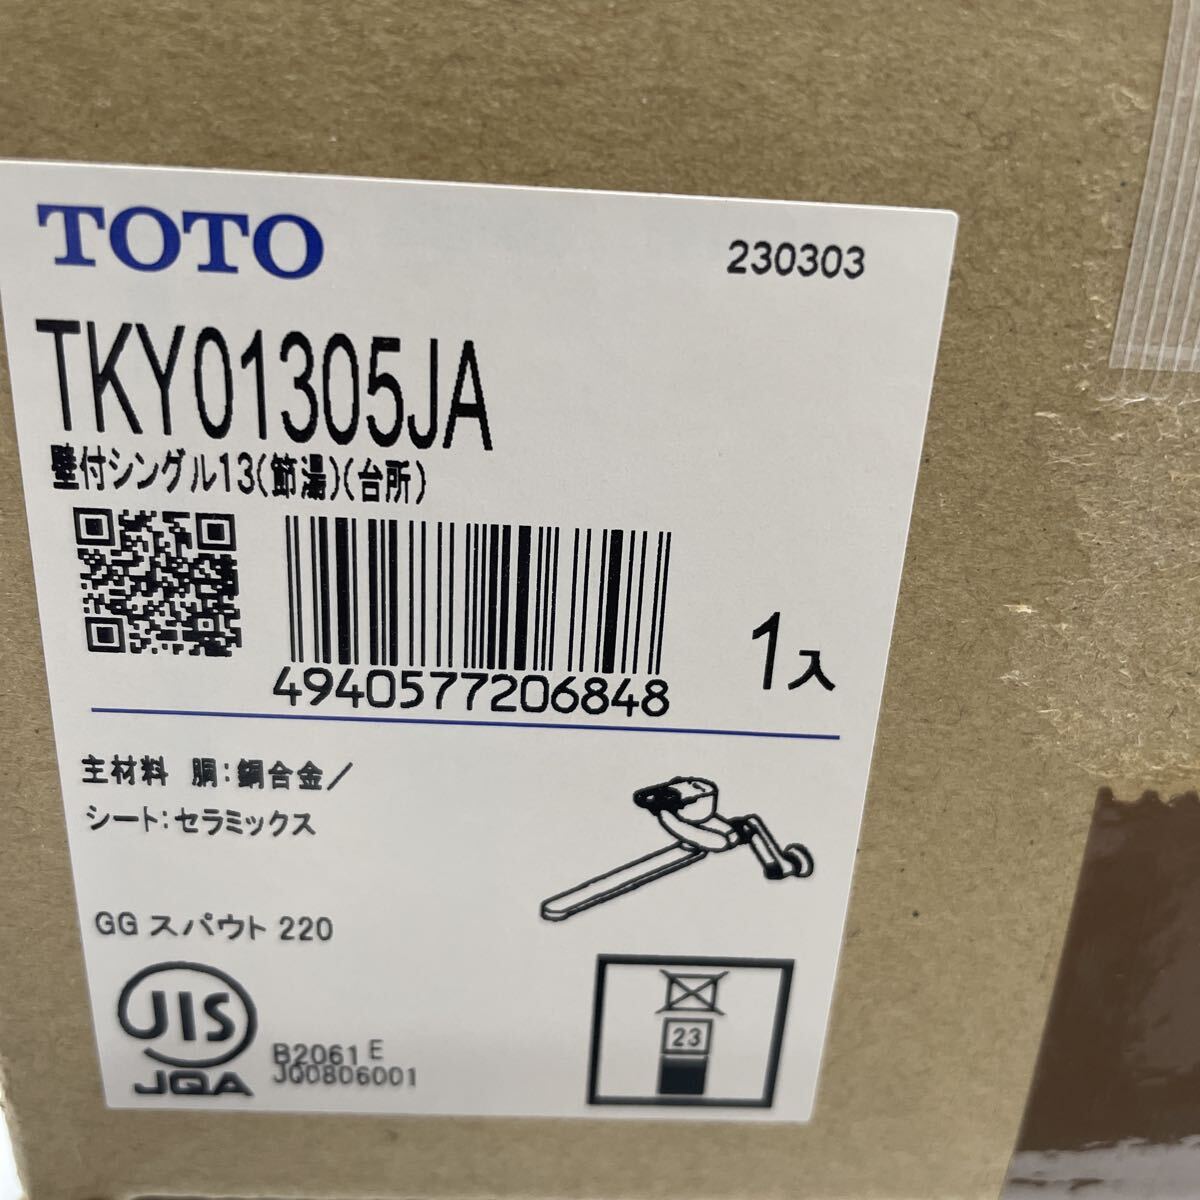 TOTO
230303
TKY01305JA
壁付シングル13(節湯)(台所)
4940577206848
1入
主材料 胴:銅合金/
シート:セラミックス
GG スパウト 220
JIS
JQA
B2061 E
JQ0806001
23